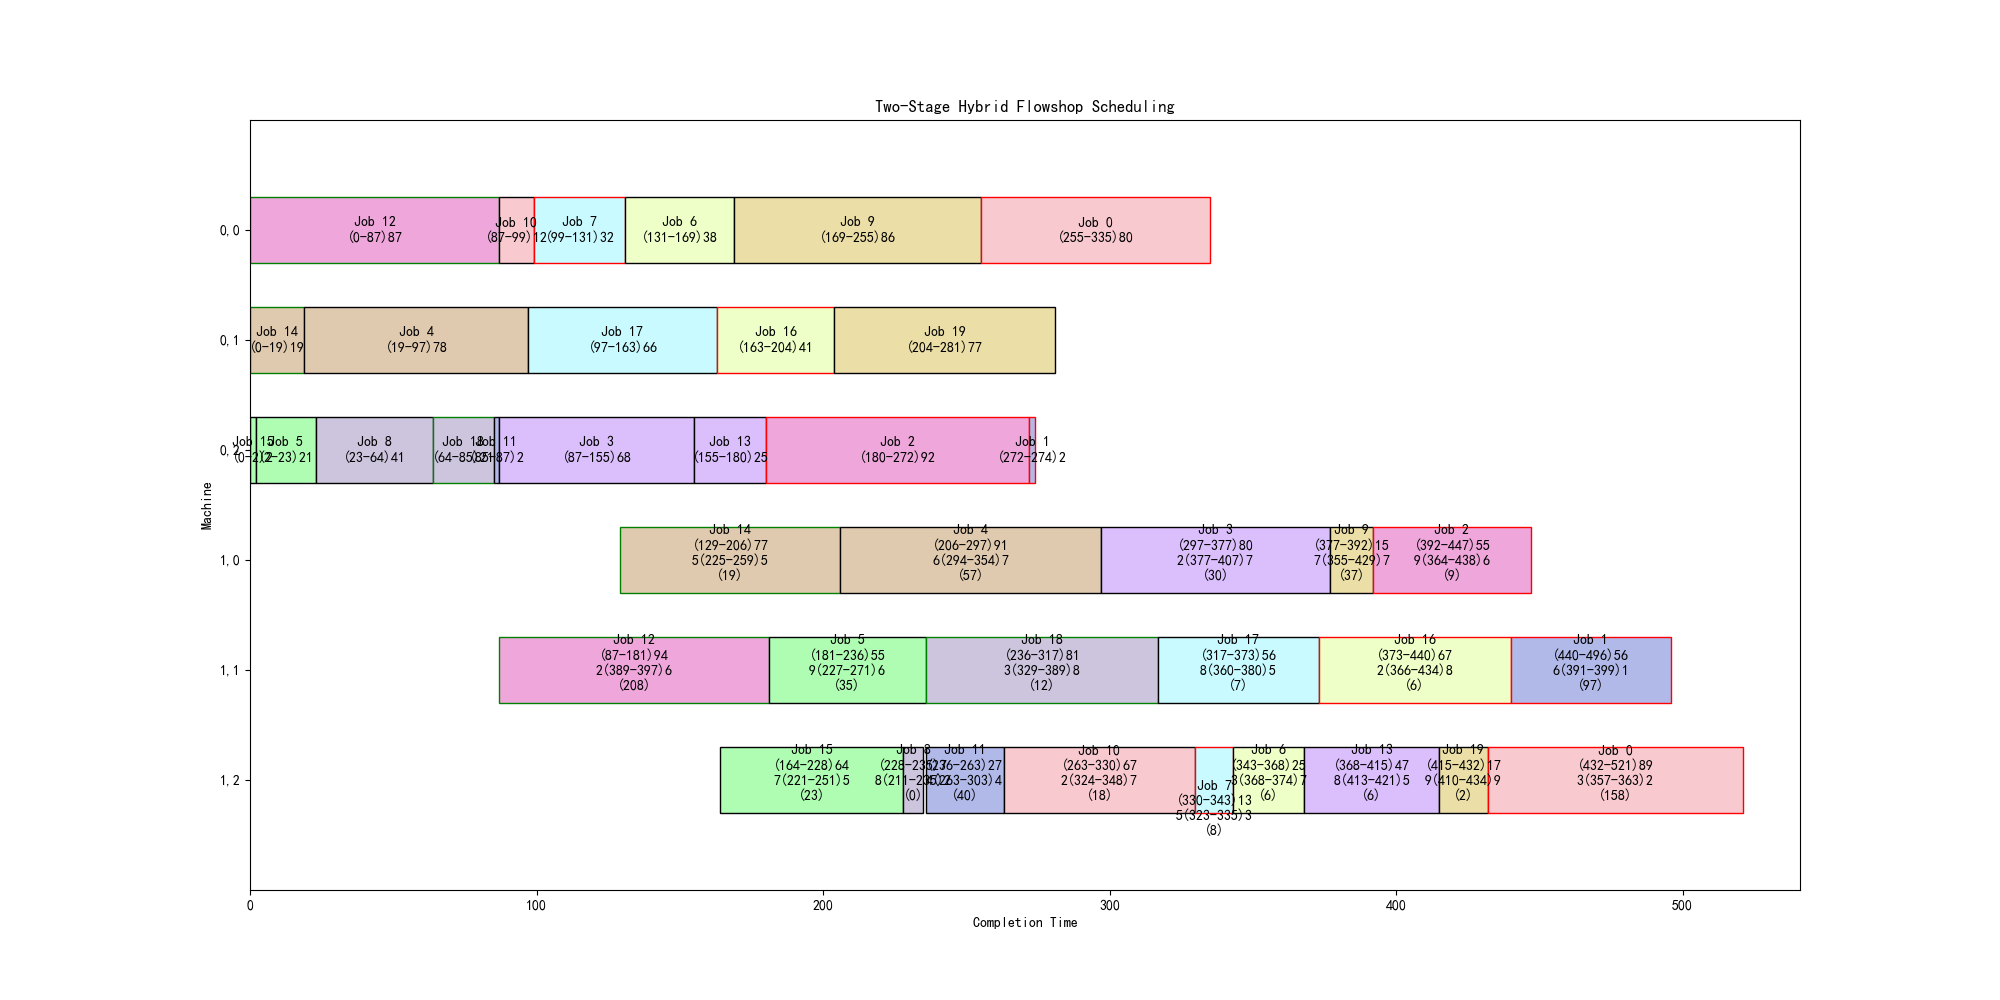 Two-Stage Hybrid Flowshop Scheduling
Machine
0,0
Job 12
(0-87)87
Job 10
(87-99)12
Job 7
(99-131)32
Job 6
(131-169)38
Job 9
(169-255)86
Job 0
(255-335)80
0,1
Job 14
(0-19)19
Job 4
(19-97)78
Job 17
(97-163)66
Job 16
(163-204)41
Job 19
(204-281)77
0,2
Job 15
(0-2)2
Job 5
(2-23)21
Job 8
(23-64)41
Job 18
(64-85)21
Job 11
(85-87)2
Job 3
(87-155)68
Job 13
(155-180)25
Job 2
(180-272)92
Job 1
(272-274)2
1,0
Job 14
(129-206)77
5(225-259)5
(19)
Job 4
(206-297)91
6(294-354)7
(57)
Job 3
(297-377)80
2(377-407)7
(30)
Job 9
(377-392)15
7(355-429)7
(37)
Job 2
(392-447)55
9(364-438)6
(9)
1,1
Job 12
(87-181)94
2(389-397)6
(208)
Job 5
(181-236)55
9(227-271)6
(35)
Job 18
(236-317)81
3(329-389)8
(12)
Job 17
(317-373)56
8(360-380)5
(7)
Job 16
(373-440)67
2(366-434)8
(6)
Job 1
(440-496)56
6(391-399)1
(97)
1,2
Job 15
(164-228)64
7(221-251)5
(23)
Job 8
(228-235)7
(0)
Job 11
(236-263)27
(40)
Job 10
(263-330)67
2(324-348)7
(18)
Job 7
(330-343)13
5(323-335)3
(8)
Job 6
(343-368)25
3(368-374)7
(6)
Job 13
(368-415)47
8(413-421)5
(6)
Job 19
(415-432)17
9(410-434)9
(2)
Job 0
(432-521)89
3(357-363)2
(158)
0
100
200
300
400
500
Completion Time